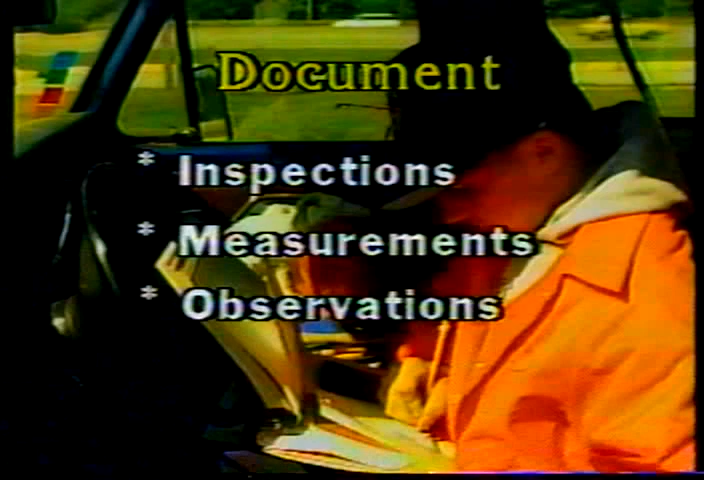 Document
* Inspections
* Measurements
* Observations